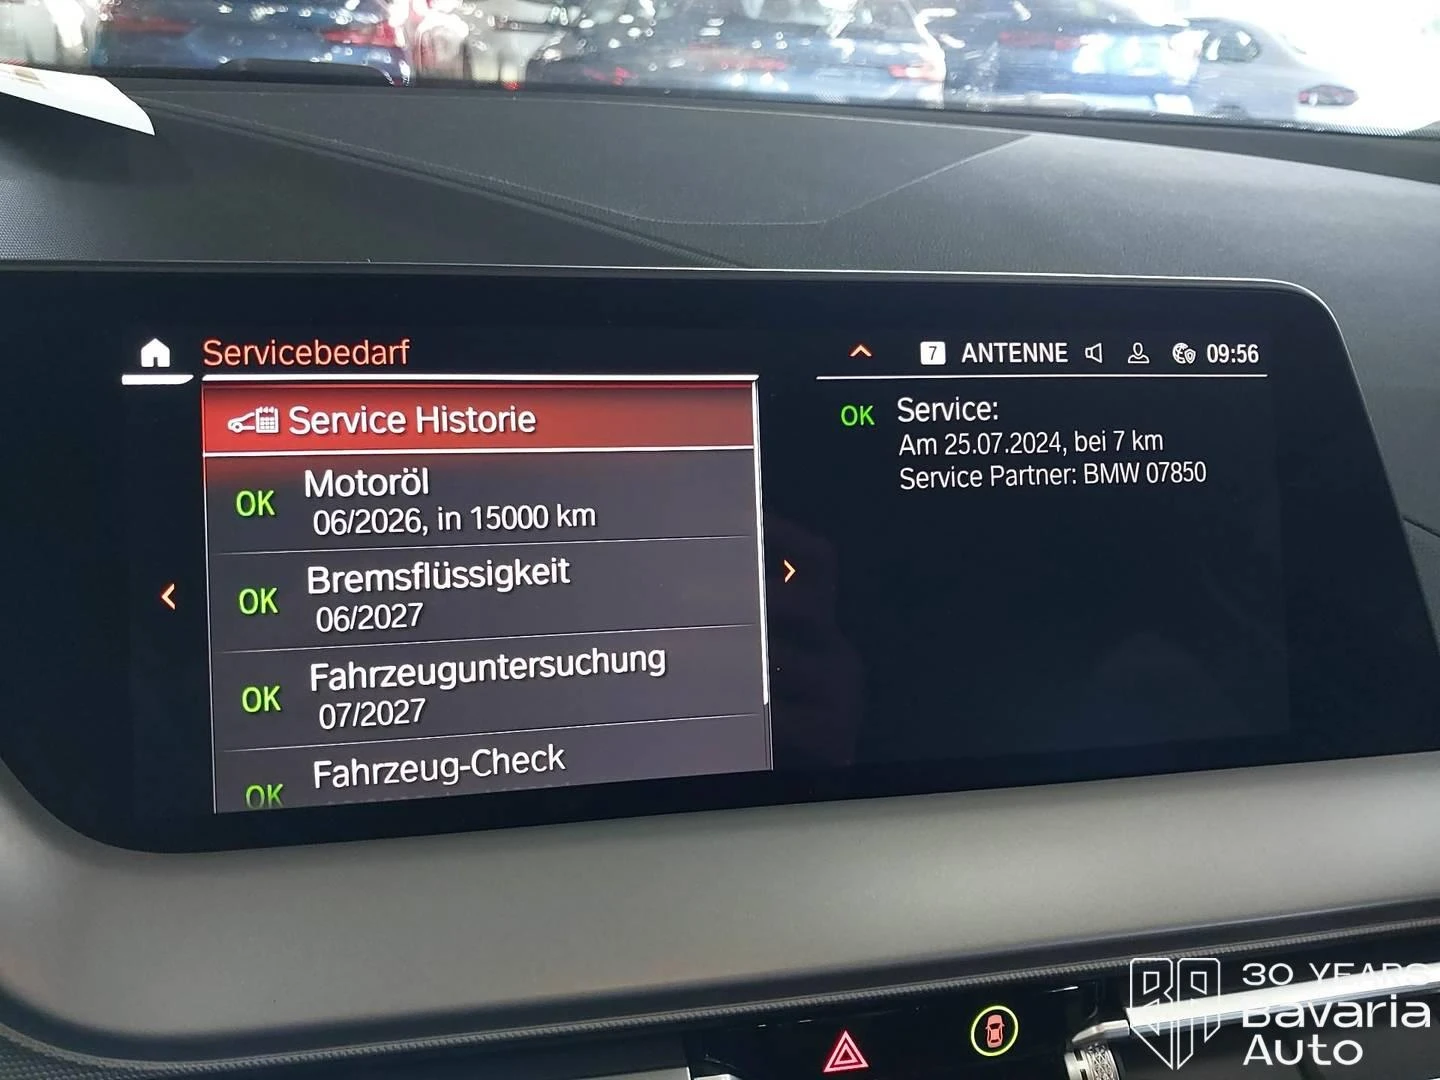 Servicebedarf
7 ANTENNE 09:56
Service Historie
OK Motoröl
06/2026, in 15000 km
OK Bremsflüssigkeit
06/2027
OK Fahrzeuguntersuchung
07/2027
OK Fahrzeug-Check
OK Service:
Am 25.07.2024, bei 7 km
Service Partner: BMW 07850
BA 30 YEARS
Bavaria
Auto